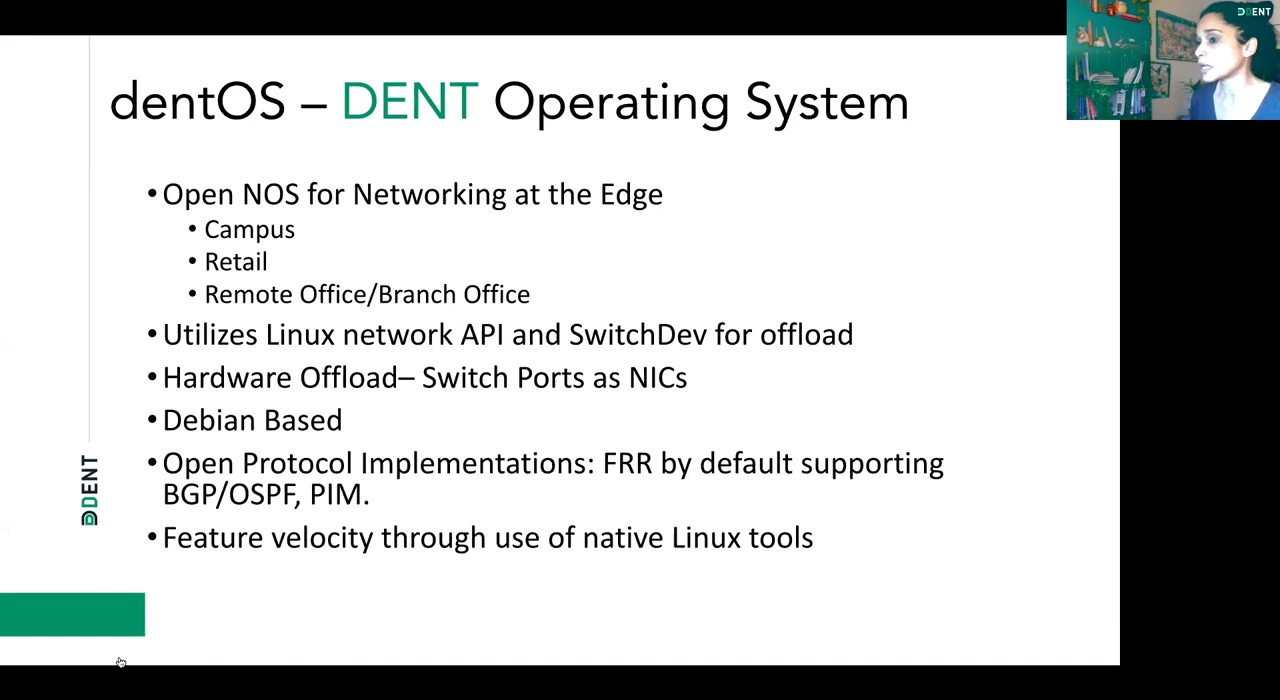 dentOS – DENT Operating System
• Open NOS for Networking at the Edge
• Campus
• Retail
• Remote Office/Branch Office
• Utilizes Linux network API and SwitchDev for offload
• Hardware Offload– Switch Ports as NICs
• Debian Based
• Open Protocol Implementations: FRR by default supporting
BGP/OSPF, PIM.
• Feature velocity through use of native Linux tools
DENT
DENT